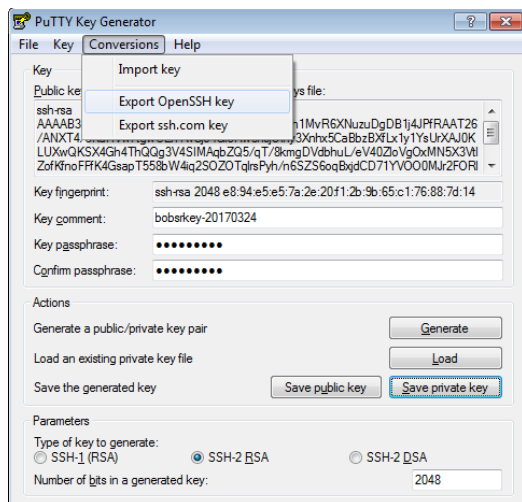 PuTTY Key Generator
File Key Conversions Help
Import key
Export OpenSSH key
Export ssh.com key
Key
Public ke ys file:
ssh-rsa
AAAAB3 n1MvR6XNuzuDgDB1j4JPfRAAT26
/ANXT4 3Xnhx5CaBbzBXfLx1y1YsUrXAJ0K
LUXwQKSX4Gh4ThQQg3V4SIMAqbZQ5/qT/8kmgDVdbhuL/eV40ZloVgOxMN5X3Vtl
ZofKfnoFFfK4GsapT558bW4iq2SOZOTqlrsPyh/n6SZS6oqBxjdCD71YVOO0MJr2FORl
Key fingerprint: ssh-rsa 2048 e8:94:e5:e5:7a:2e:20f1:2b:9b:65:c1:76:88:7d:14
Key comment: bobsrkey-20170324
Key passphrase: •••••••••
Confirm passphrase: •••••••••
Actions
Generate a public/private key pair Generate
Load an existing private key file Load
Save the generated key Save public key Save private key
Parameters
Type of key to generate:
SSH-1 (RSA) SSH-2 RSA SSH-2 DSA
Number of bits in a generated key: 2048